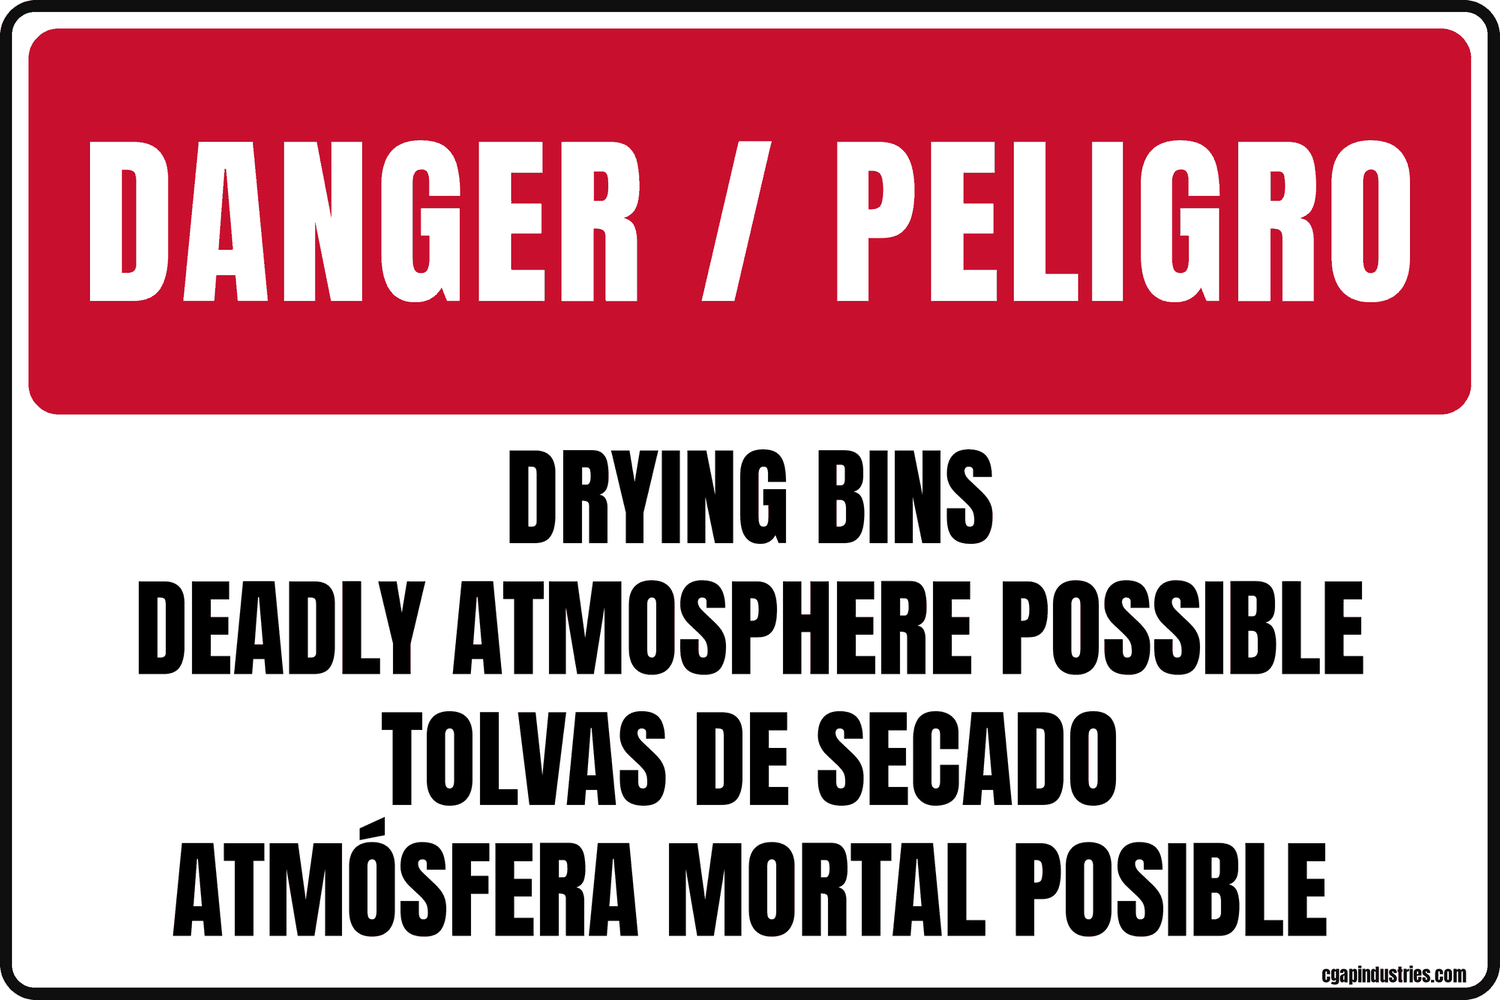 DANGER / PELIGRO
DRYING BINS
DEADLY ATMOSPHERE POSSIBLE
TOLVAS DE SECADO
ATMÓSFERA MORTAL POSIBLE
cgapindustries.com